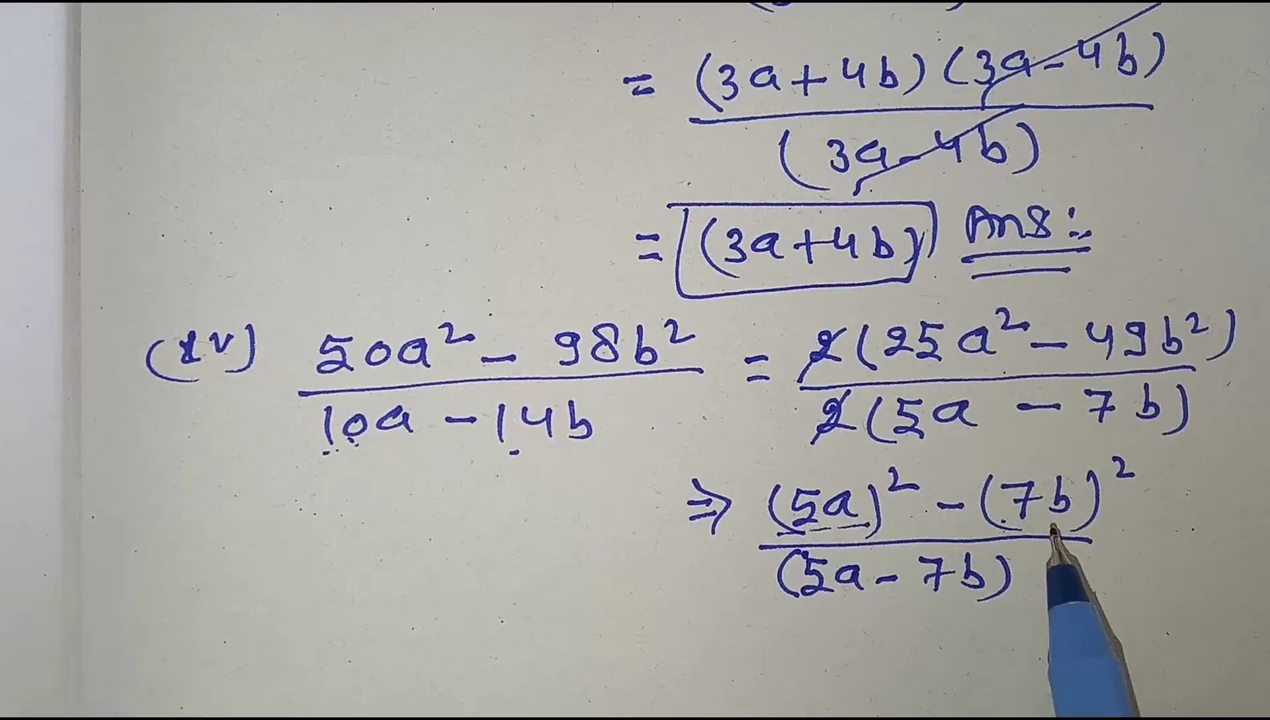 = (3a+4b)(3a-4b)
(3a-4b)
= (3a+4b) Ans:
(iv) 50a² - 98b² = 2(25a² - 49b²)
10a - 14b 2(5a - 7b)
⇒ (5a)² - (7b)²
(5a - 7b)